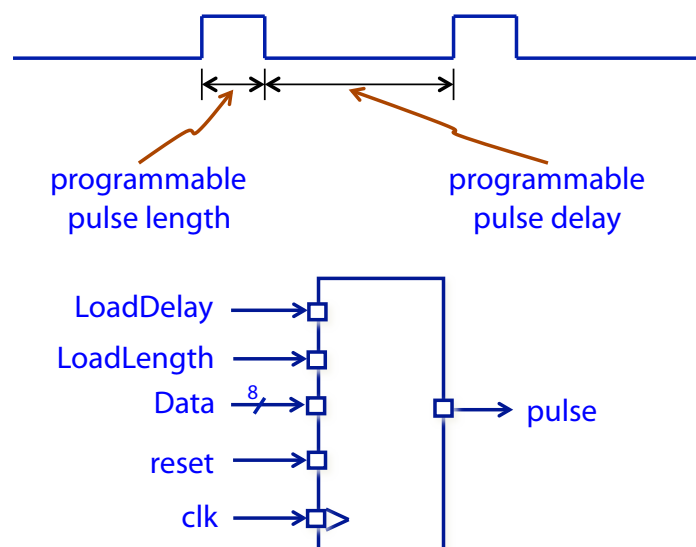 programmable
pulse length
programmable
pulse delay
LoadDelay
LoadLength
8
Data
pulse
reset
clk